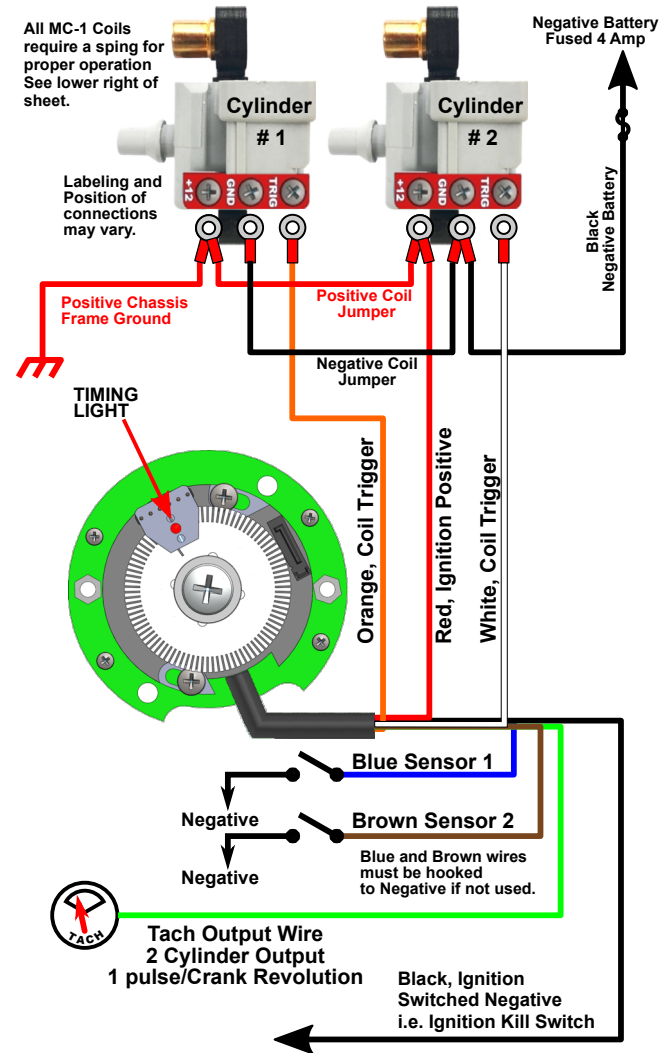 All MC-1 Coils
require a sping for
proper operation
See lower right of
sheet.
Negative Battery
Fused 4 Amp
Cylinder
# 1
Cylinder
# 2
Labeling and
Position of
connections
may vary.
+12
GND
TRIG
+12
GND
TRIG
Black
Negative Battery
Positive Chassis
Frame Ground
Positive Coil
Jumper
Negative Coil
Jumper
TIMING
LIGHT
Orange, Coil Trigger
Red, Ignition Positive
White, Coil Trigger
Blue Sensor 1
Negative
Brown Sensor 2
Negative
Blue and Brown wires
must be hooked
to Negative if not used.
TACH
Tach Output Wire
2 Cylinder Output
1 pulse/Crank Revolution
Black, Ignition
Switched Negative
i.e. Ignition Kill Switch